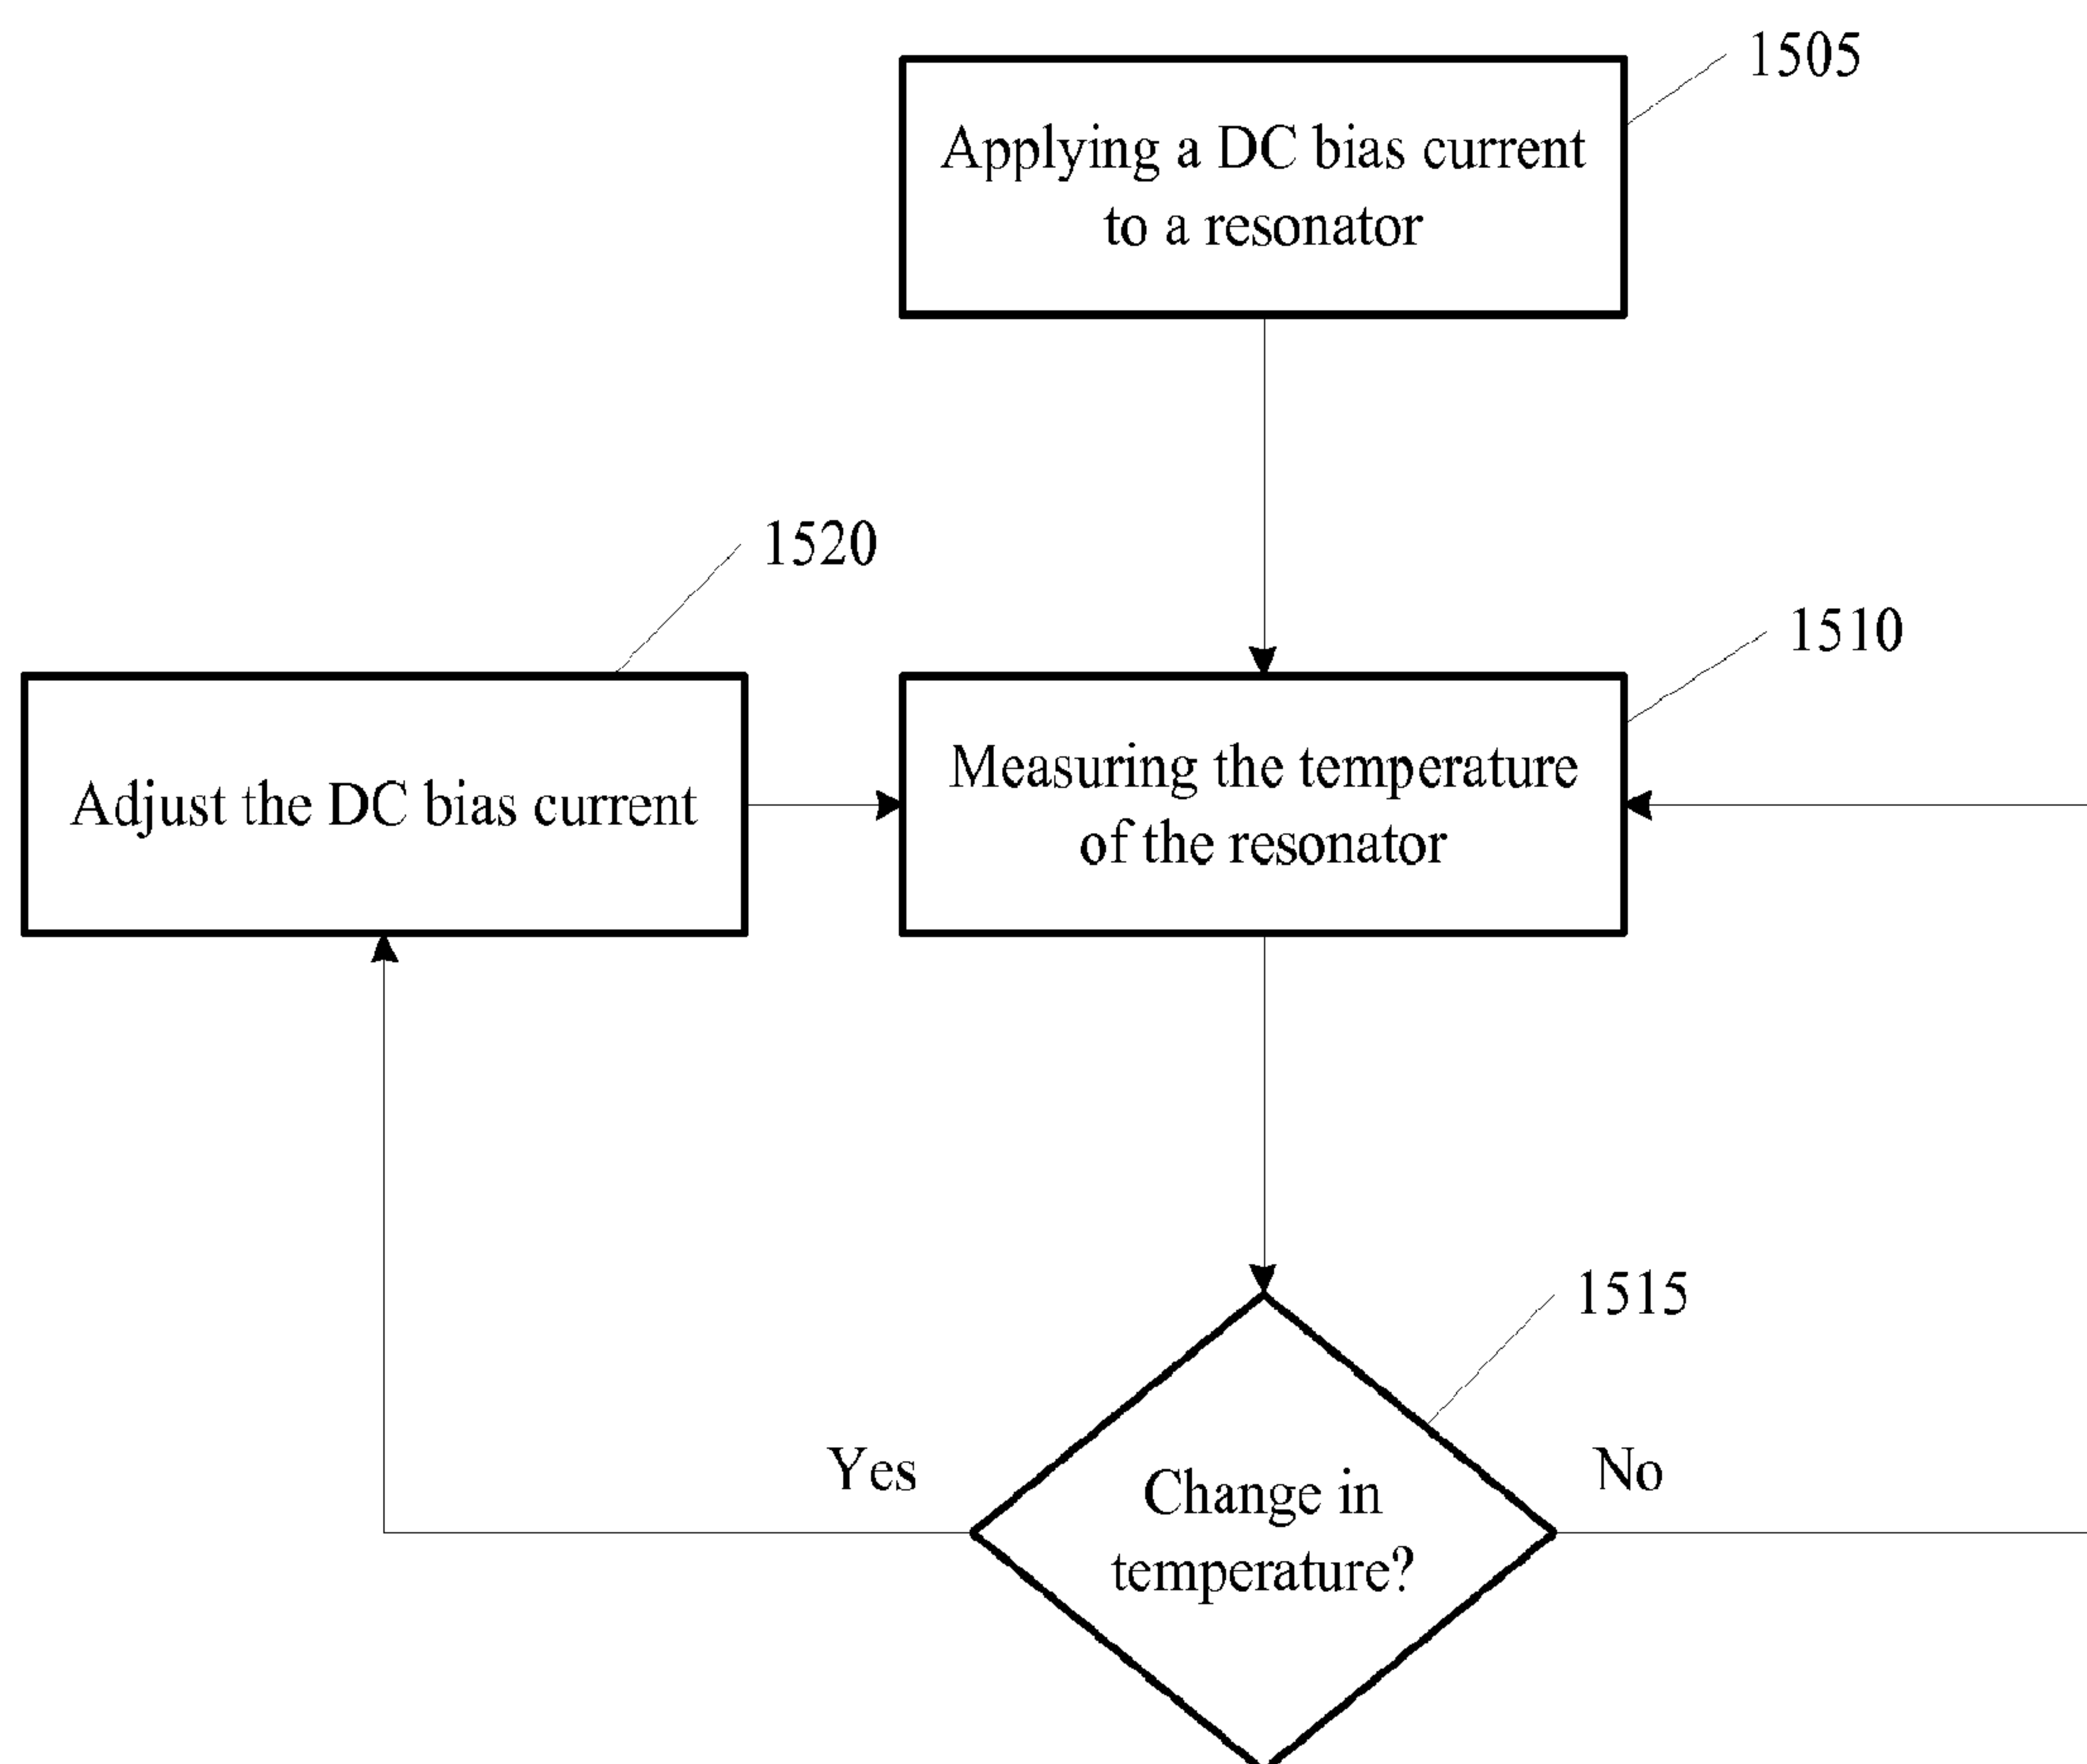 1505
Applying a DC bias current
to a resonator
1520
1510
Adjust the DC bias current
Measuring the temperature
of the resonator
1515
Yes
No
Change in
temperature?